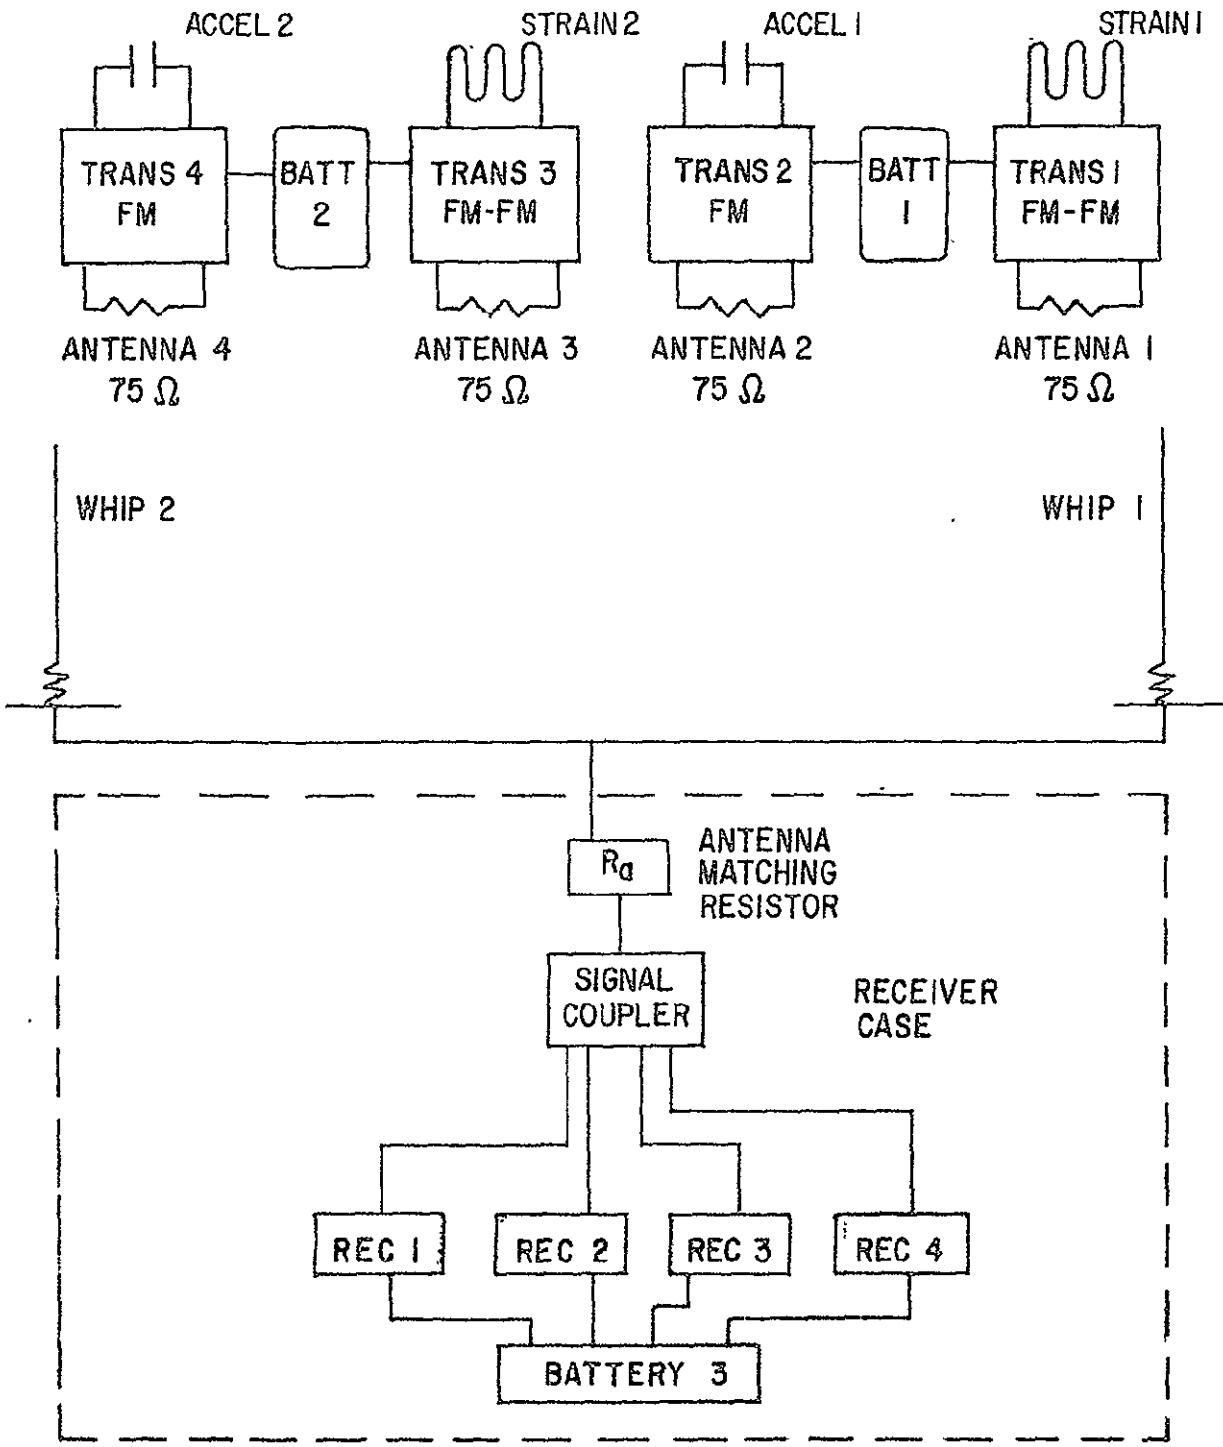 ACCEL 2
STRAIN 2
ACCEL 1
STRAIN 1
TRANS 4
FM
BATT
2
TRANS 3
FM-FM
TRANS 2
FM
BATT
1
TRANS 1
FM-FM
ANTENNA 4
75 Ω
ANTENNA 3
75 Ω
ANTENNA 2
75 Ω
ANTENNA 1
75 Ω
WHIP 2
WHIP 1
Ra
ANTENNA
MATCHING
RESISTOR
SIGNAL
COUPLER
RECEIVER
CASE
REC 1
REC 2
REC 3
REC 4
BATTERY 3